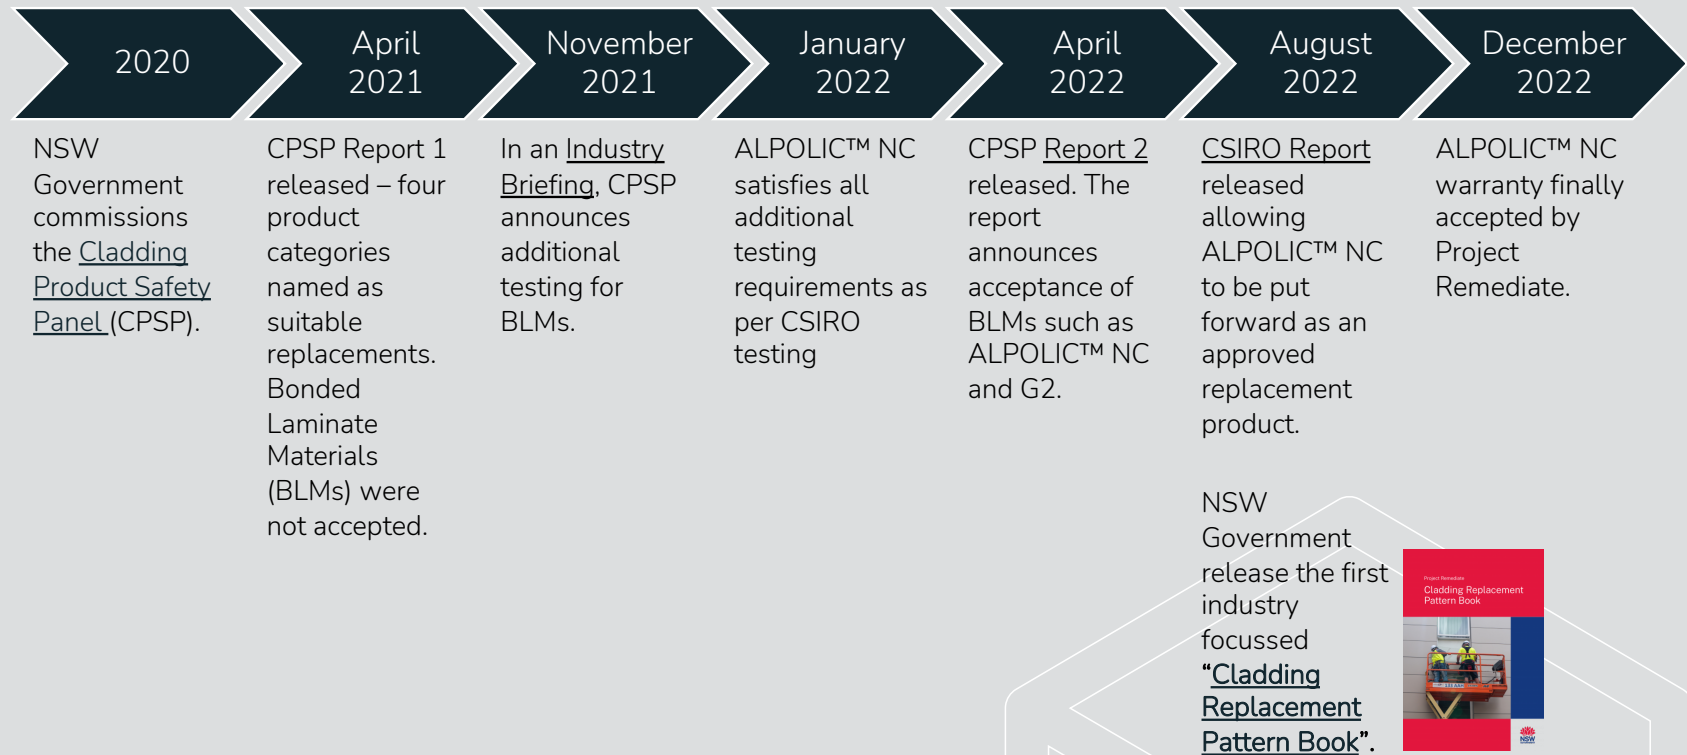 2020
April
2021
November
2021
January
2022
April
2022
August
2022
December
2022
NSW
Government
commissions
the Cladding
Product Safety
Panel (CPSP).
CPSP Report 1
released – four
product
categories
named as
suitable
replacements.
Bonded
Laminate
Materials
(BLMs) were
not accepted.
In an Industry
Briefing, CPSP
announces
additional
testing for
BLMs.
ALPOLIC™ NC
satisfies all
additional
testing
requirements as
per CSIRO
testing
CPSP Report 2
released. The
report
announces
acceptance of
BLMs such as
ALPOLIC™ NC
and G2.
CSIRO Report
released
allowing
ALPOLIC™ NC
to be put
forward as an
approved
replacement
product.
NSW
Government
release the first
industry
focussed
“Cladding
Replacement
Pattern Book”.
ALPOLIC™ NC
warranty finally
accepted by
Project
Remediate.
Project Remediate
Cladding Replacement
Pattern Book
NSW